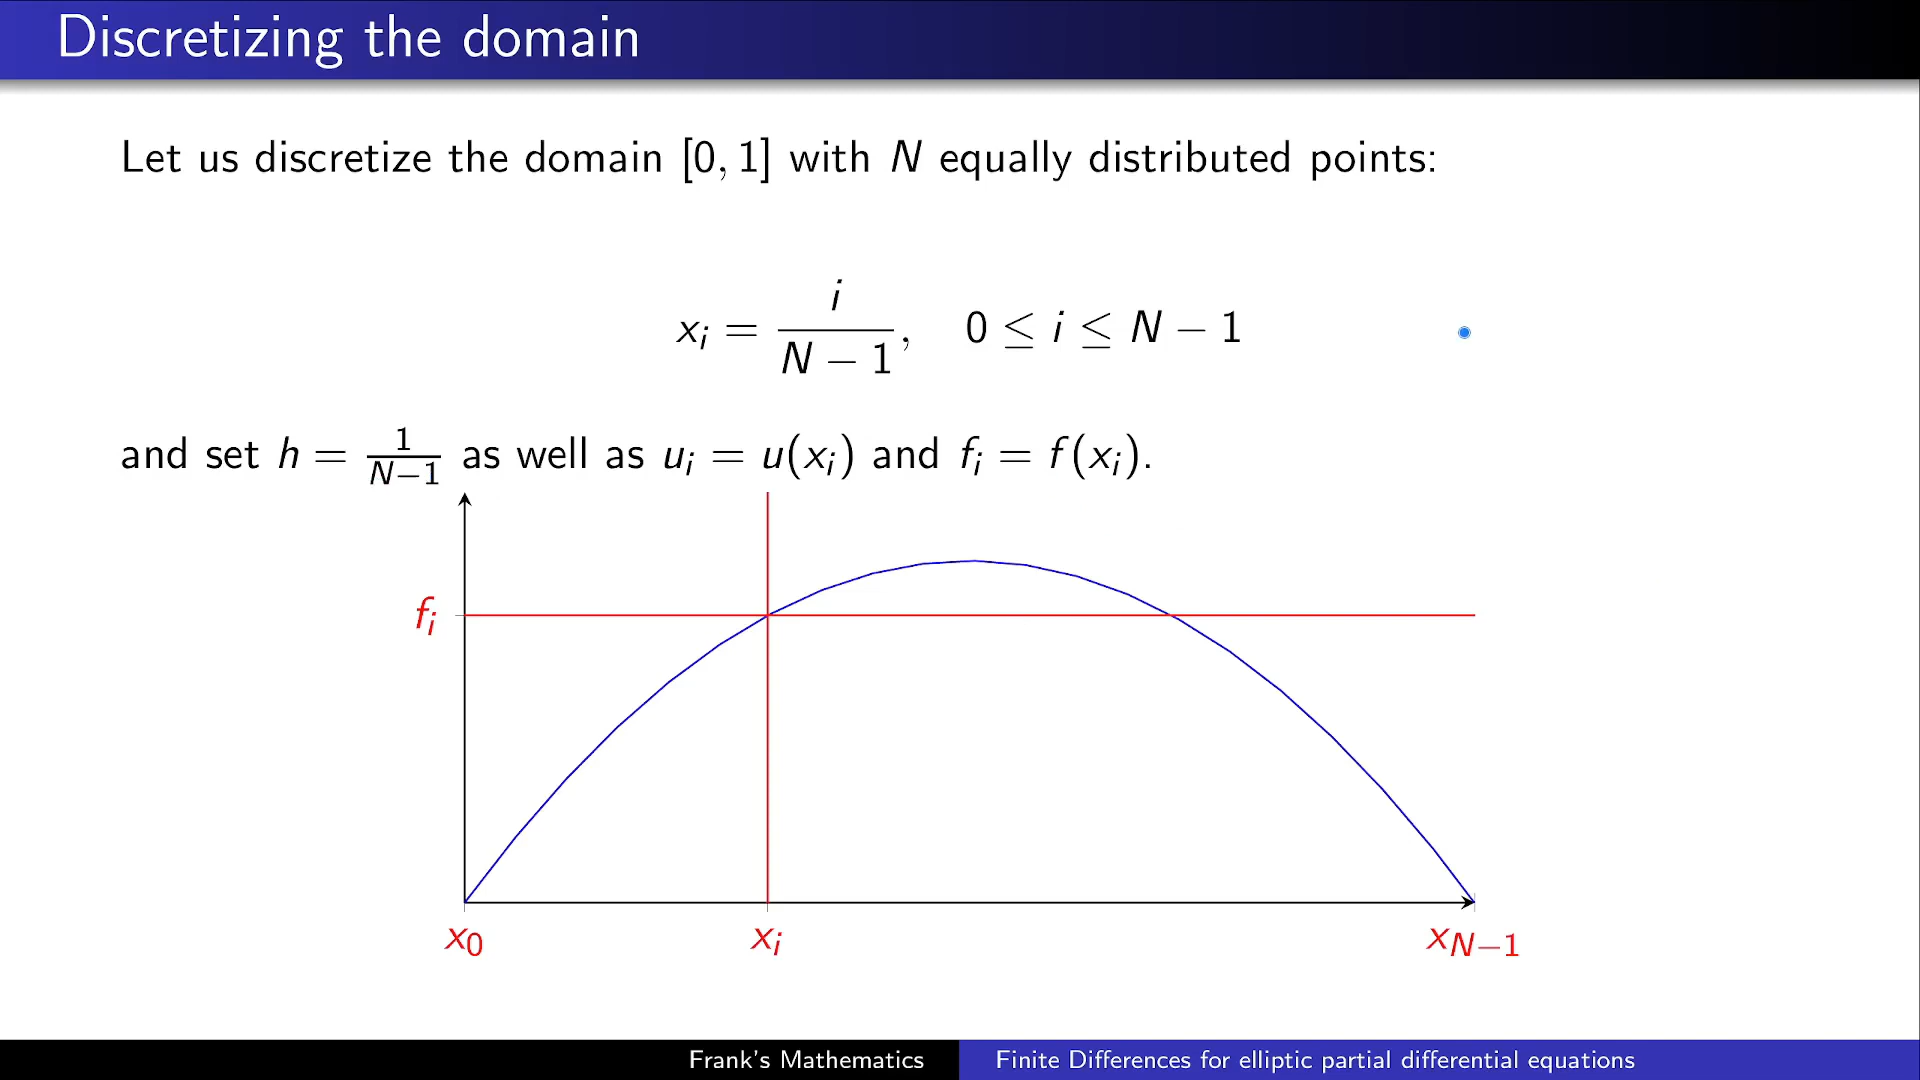 Discretizing the domain
Let us discretize the domain [0, 1] with N equally distributed points:
x_i = i/(N − 1), 0 ≤ i ≤ N − 1
and set h = 1/(N−1) as well as u_i = u(x_i) and f_i = f(x_i).
f_i
x_0 x_i x_{N−1}
Frank's Mathematics Finite Differences for elliptic partial differential equations